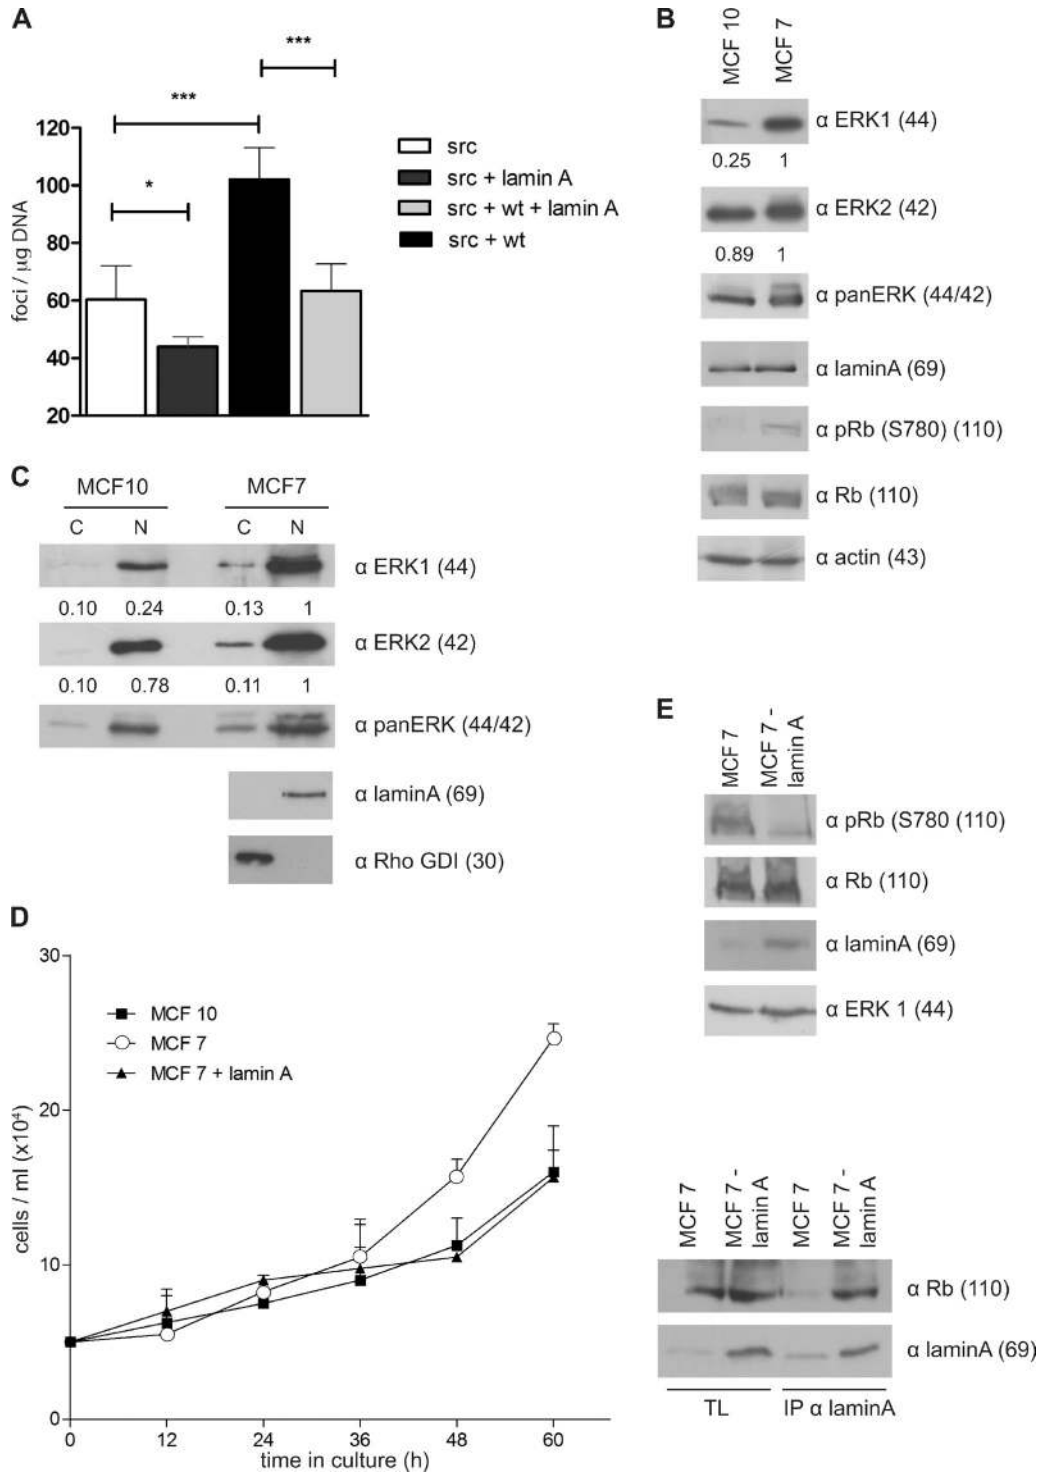 A
***
***
*
120
100
80
60
40
20
foci / μg DNA
src
src + lamin A
src + wt + lamin A
src + wt
B
MCF 10
MCF 7
α ERK1 (44)
0.25 1
α ERK2 (42)
0.89 1
α panERK (44/42)
α laminA (69)
α pRb (S780) (110)
α Rb (110)
α actin (43)
C
MCF10 MCF7
C N C N
α ERK1 (44)
0.10 0.24 0.13 1
α ERK2 (42)
0.10 0.78 0.11 1
α panERK (44/42)
α laminA (69)
α Rho GDI (30)
D
30
20
10
0
cells / ml (x10⁴)
MCF 10
MCF 7
MCF 7 + lamin A
0 12 24 36 48 60
time in culture (h)
E
MCF 7
MCF 7 -
lamin A
α pRb (S780 (110)
α Rb (110)
α laminA (69)
α ERK 1 (44)
MCF 7
MCF 7 -
lamin A
MCF 7
MCF 7 -
lamin A
α Rb (110)
α laminA (69)
TL IP α laminA